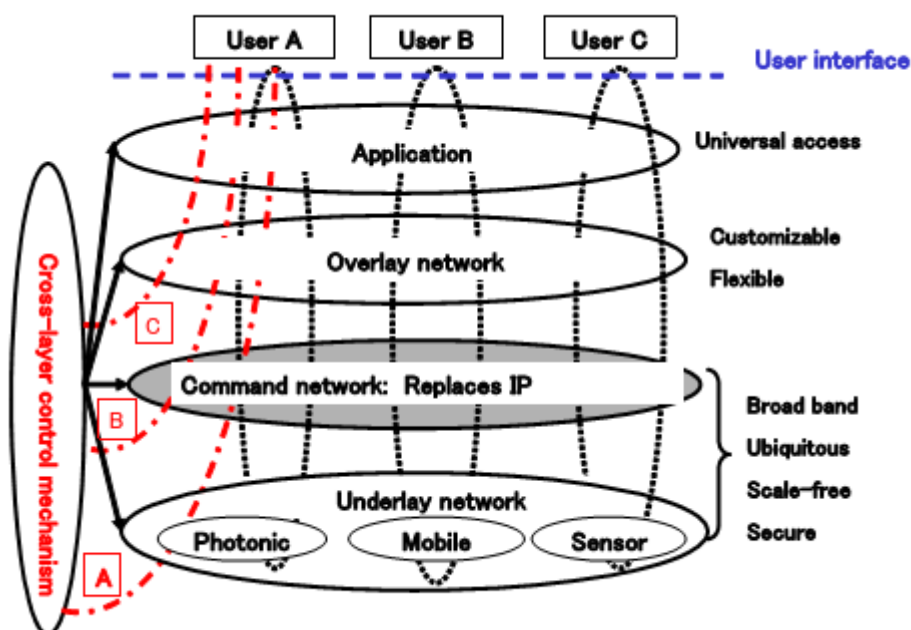 User A
User B
User C
User interface
Application
Universal access
Overlay network
Customizable
Flexible
Cross-layer control mechanism
C
Command network: Replaces IP
B
Broad band
Ubiquitous
Scale-free
Secure
Underlay network
Photonic
Mobile
Sensor
A